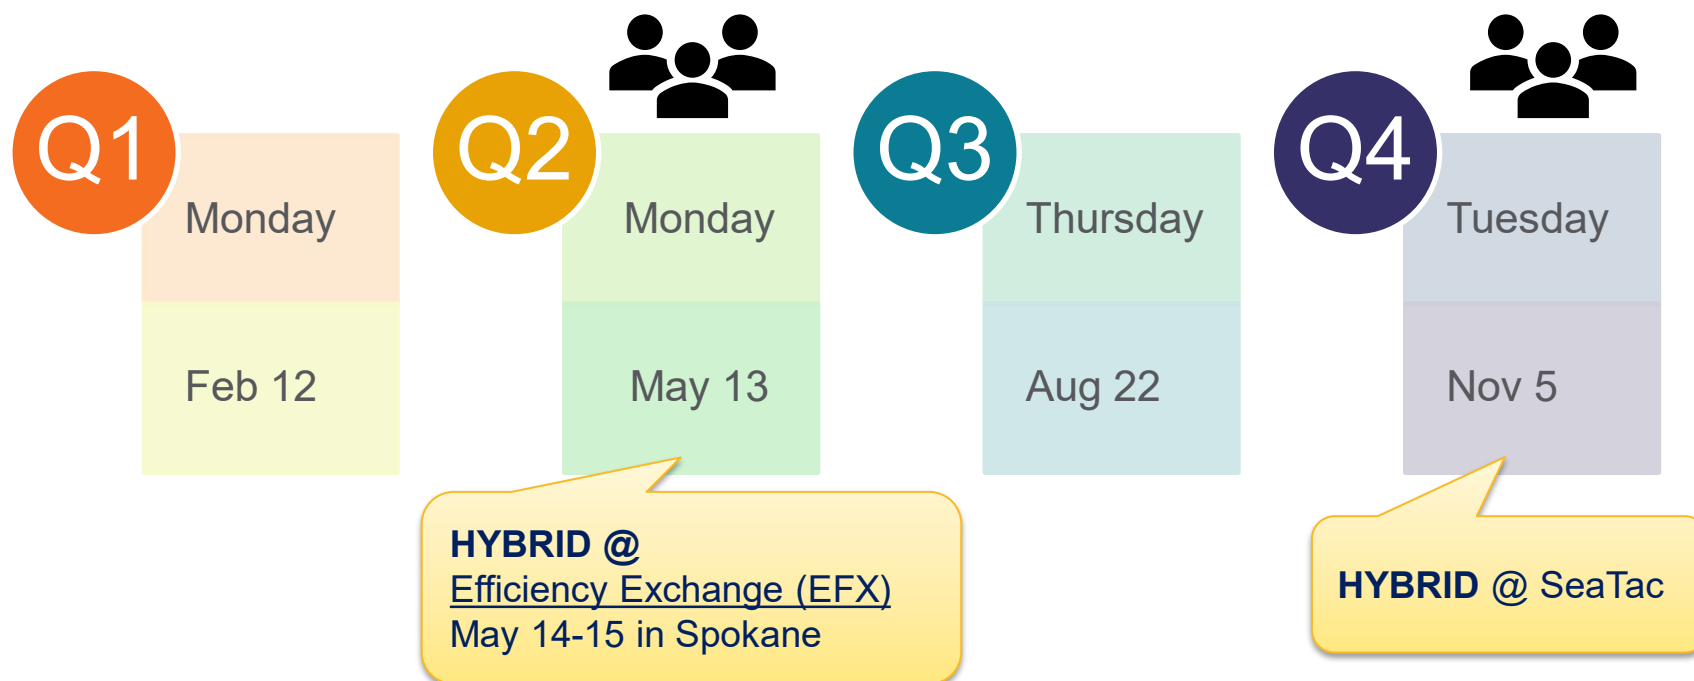 Q1
Monday
Feb 12
Q2
Monday
May 13
HYBRID @
Efficiency Exchange (EFX)
May 14-15 in Spokane
Q3
Thursday
Aug 22
Q4
Tuesday
Nov 5
HYBRID @ SeaTac